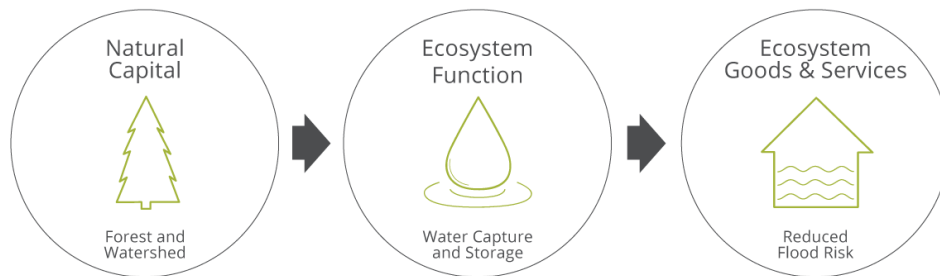 Natural
Capital
Forest and
Watershed
Ecosystem
Function
Water Capture
and Storage
Ecosystem
Goods & Services
Reduced
Flood Risk